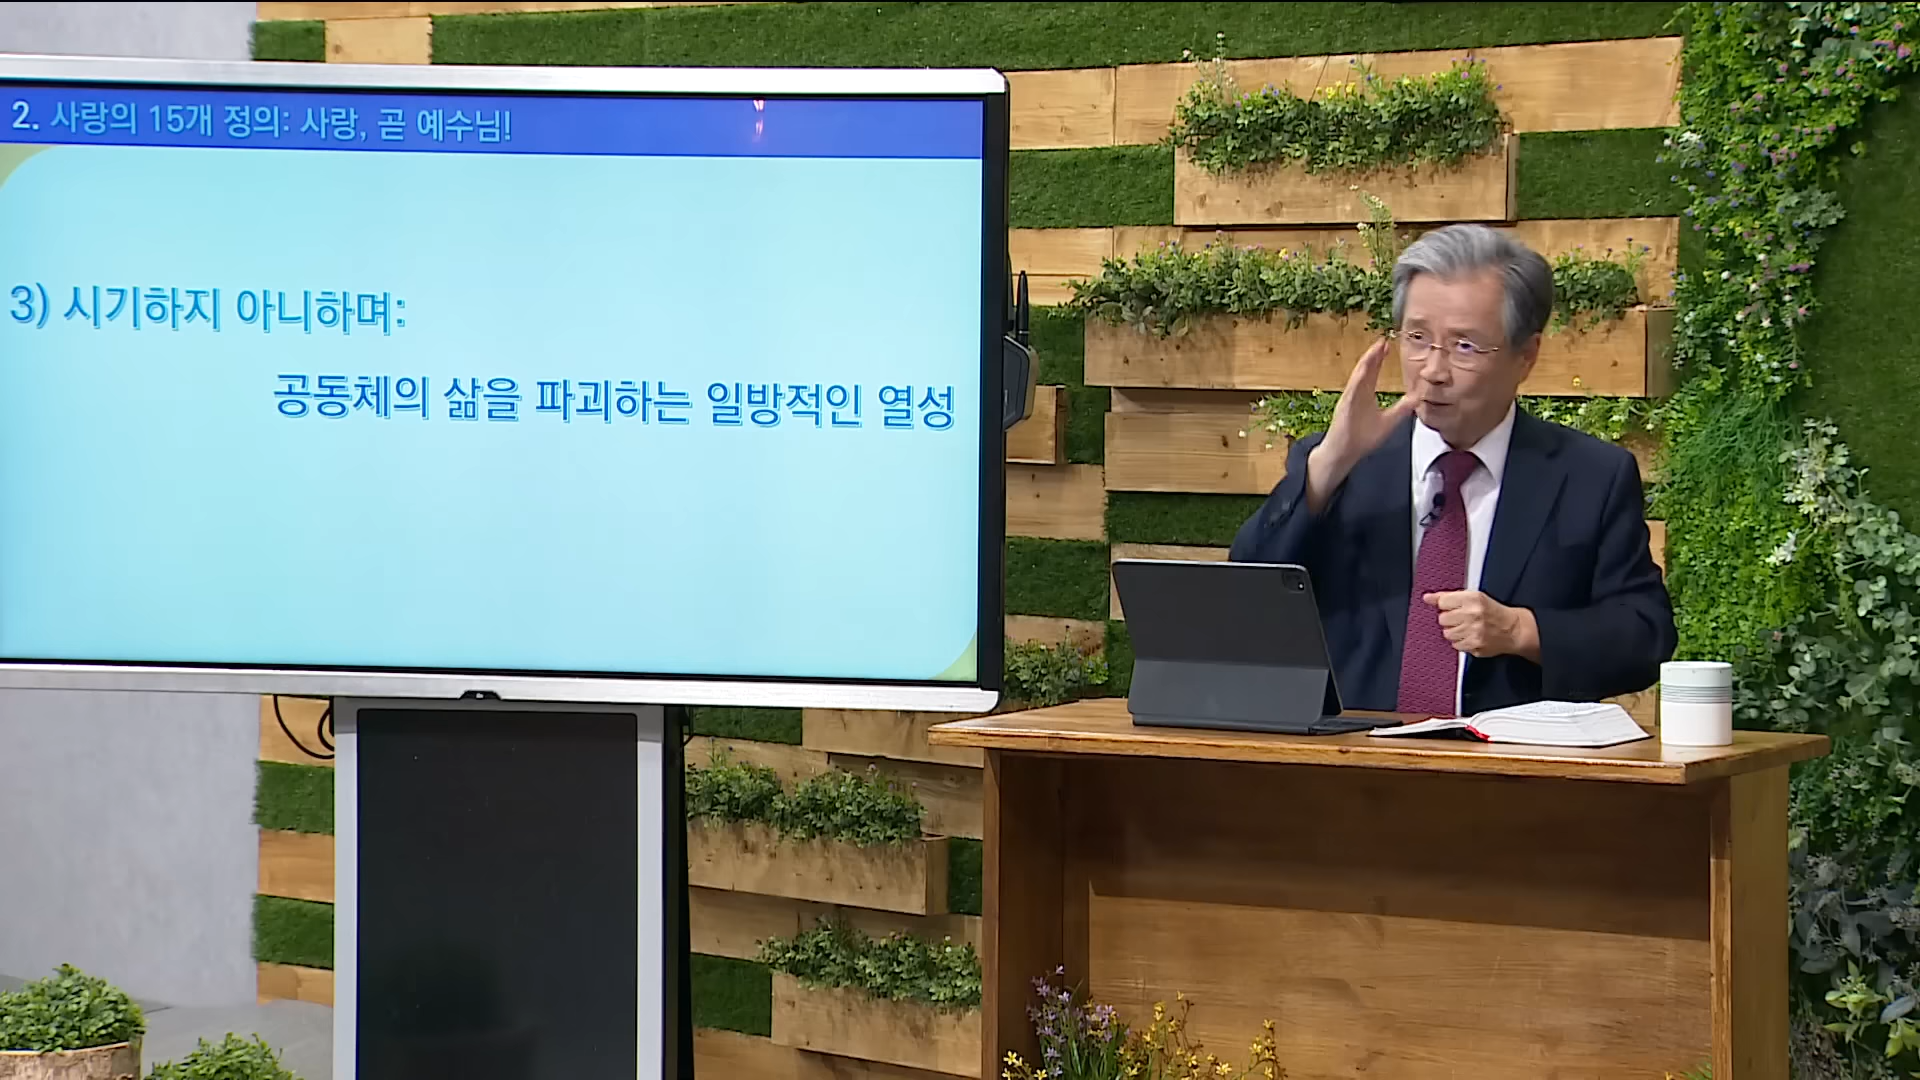 2. 사랑의 15개 정의: 사랑, 곧 예수님!
3) 시기하지 아니하며:
공동체의 삶을 파괴하는 일방적인 열성